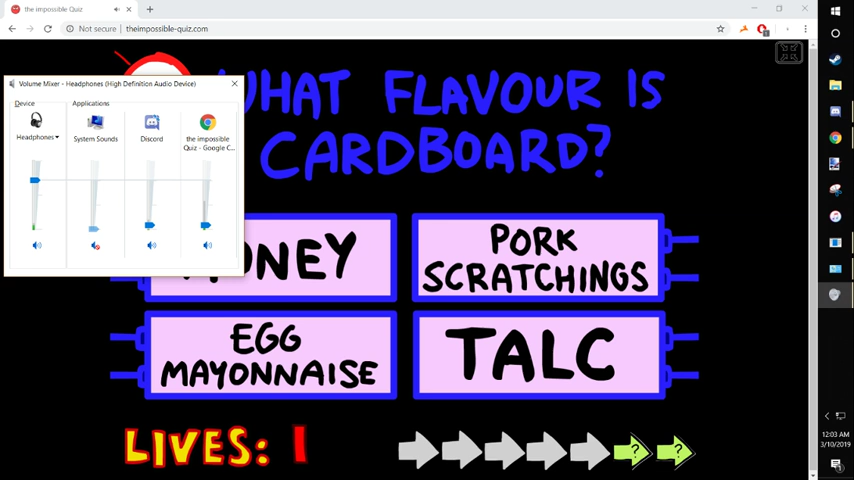 the impossible Quiz
Not secure
theimpossible-quiz.com
Volume Mixer - Headphones (High Definition Audio Device)
Device
Applications
Headphones
System Sounds
Discord
the impossible
Quiz - Google C...
WHAT FLAVOUR IS
CARDBOARD?
ONEY
PORK
SCRATCHINGS
EGG
MAYONNAISE
TALC
LIVES: 1
? ?
12:03 AM
3/10/2019